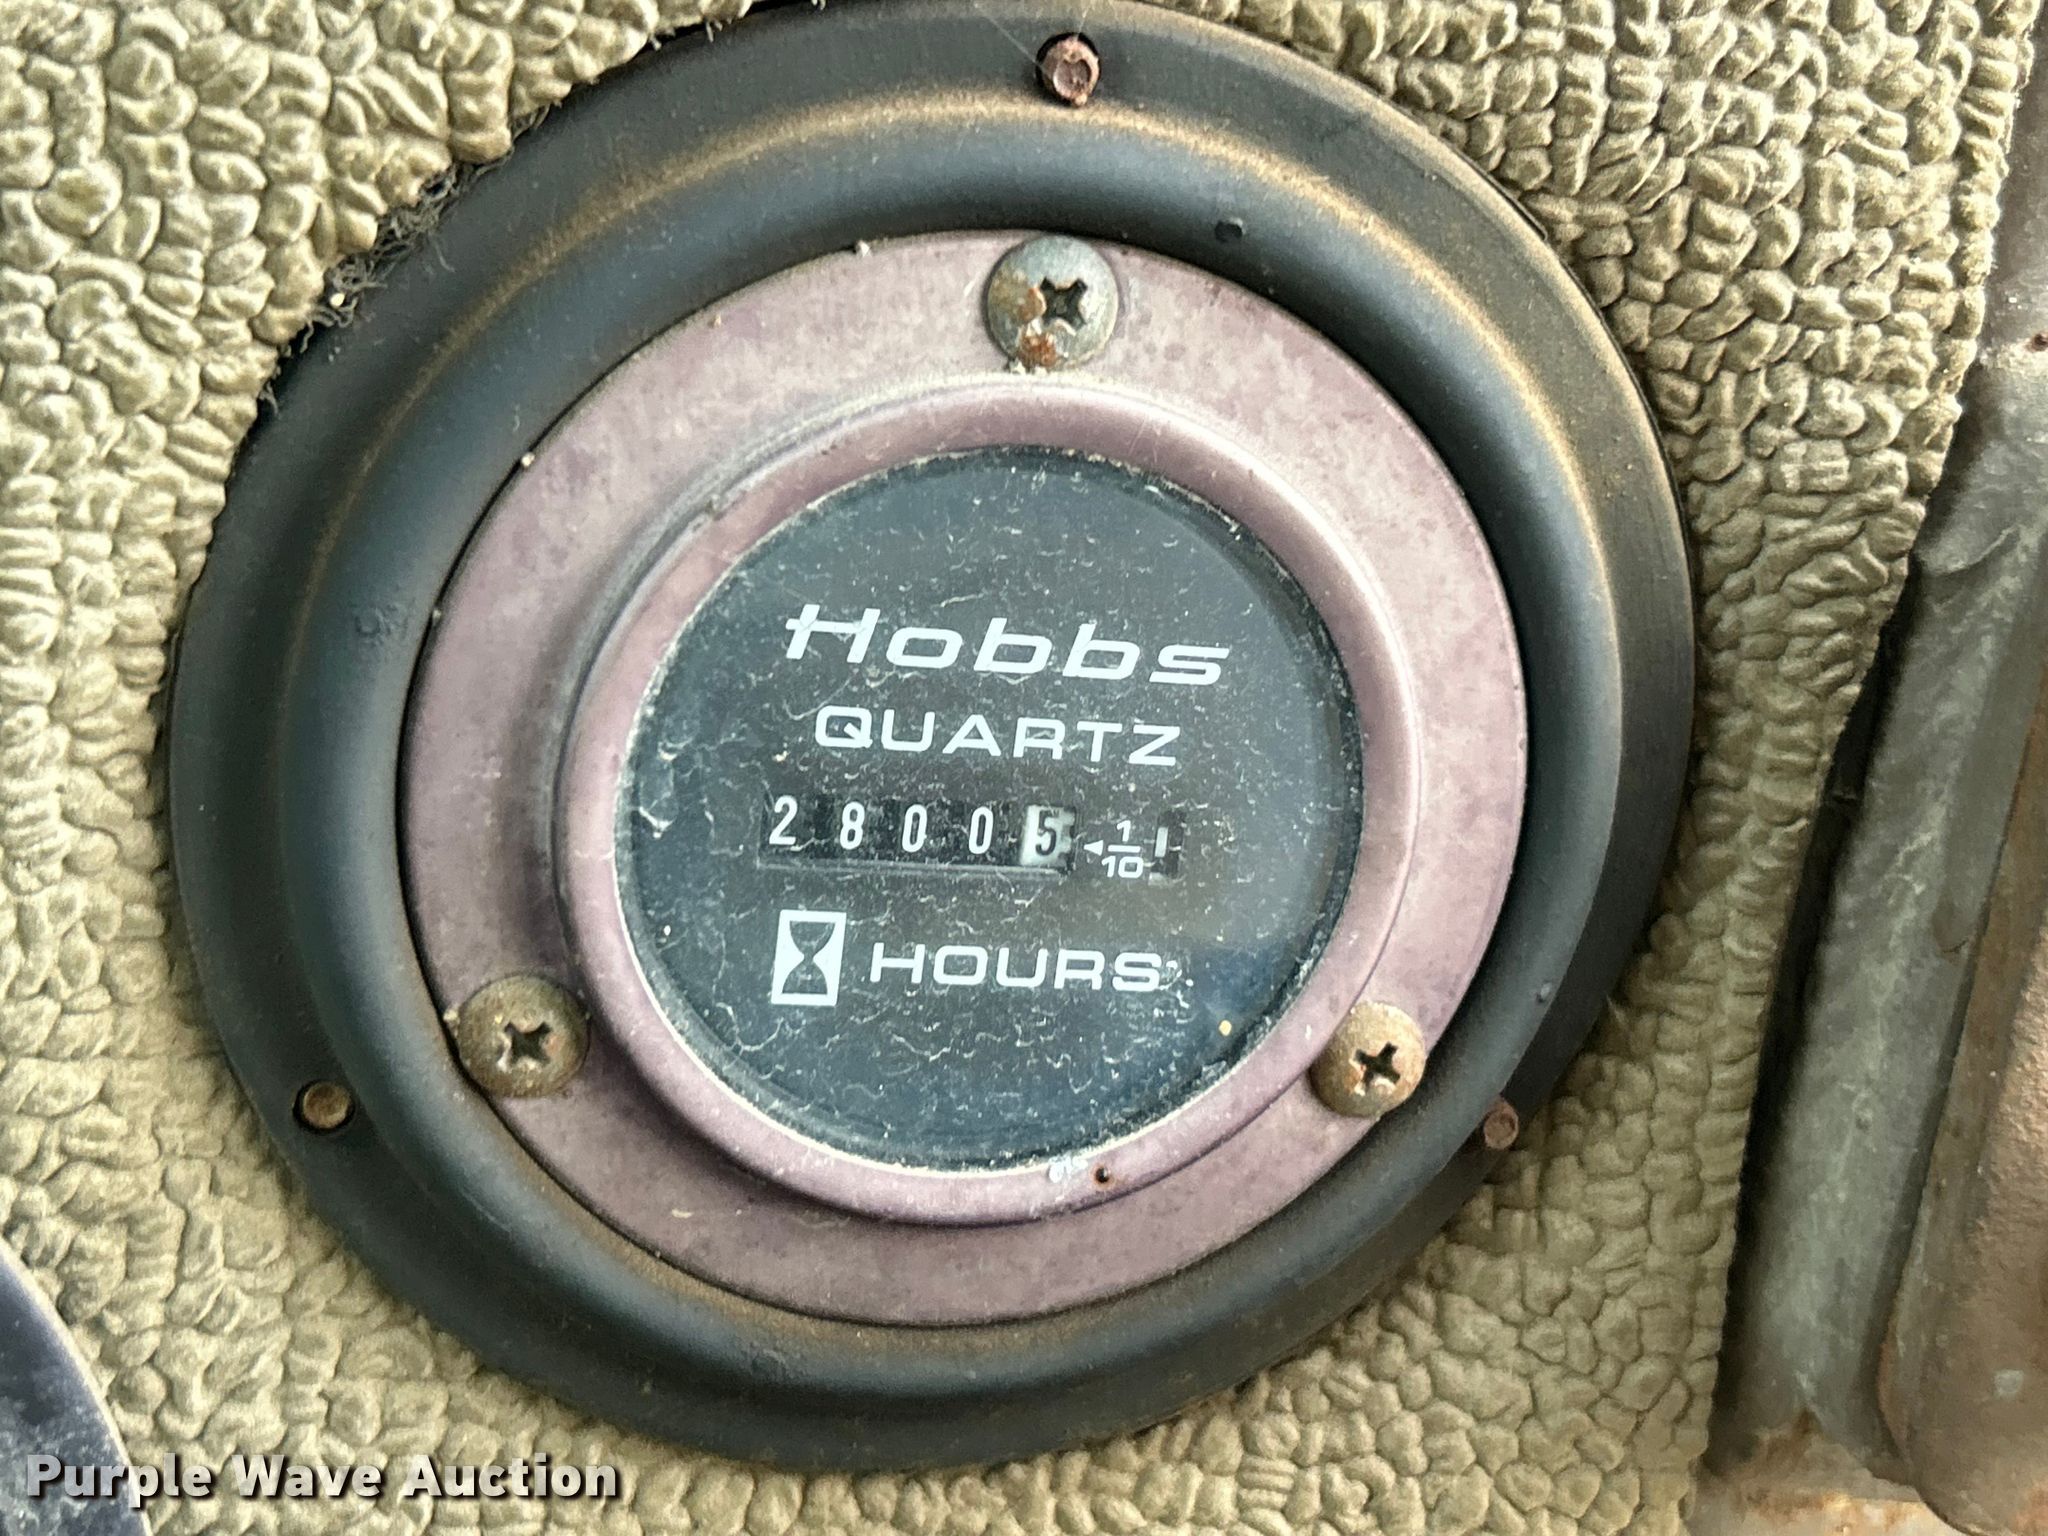 Hobbs
QUARTZ
28005 ◄1/10
HOURS
Purple Wave Auction